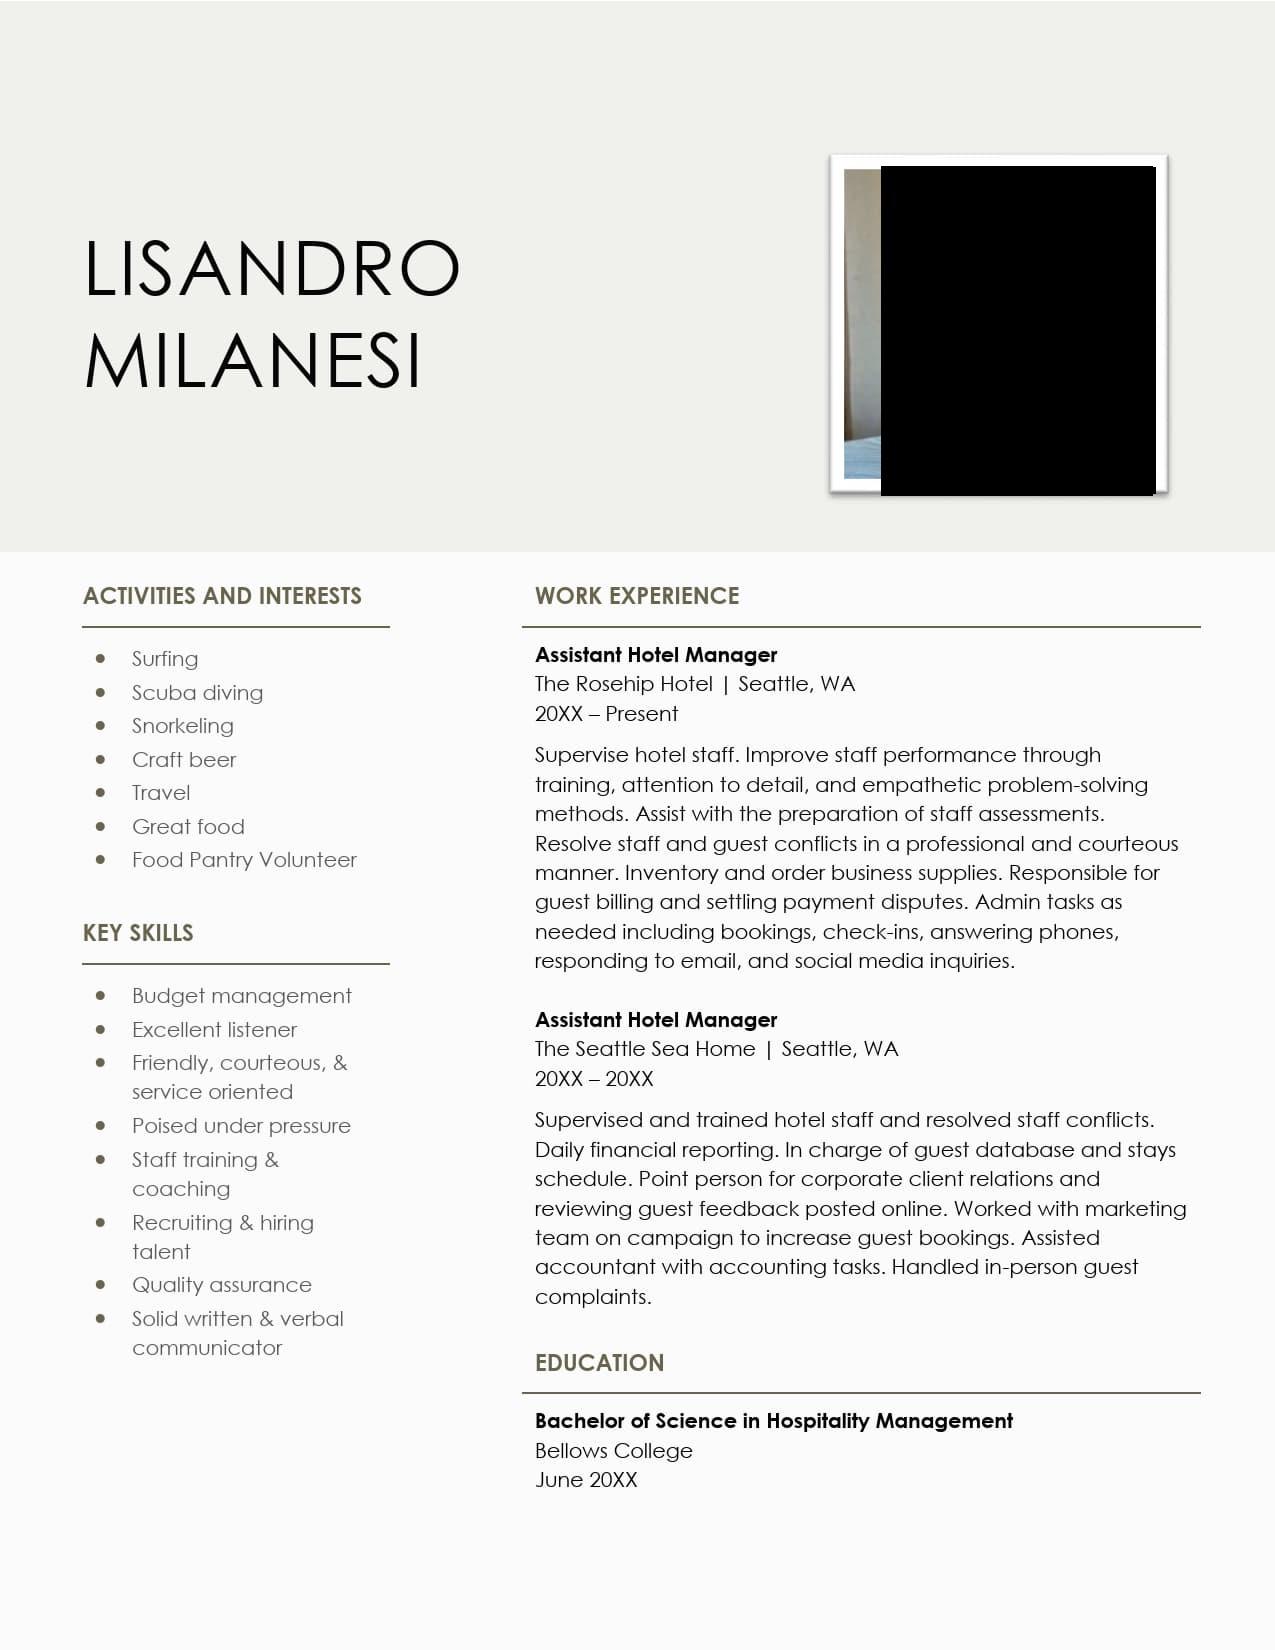 LISANDRO
MILANESI
ACTIVITIES AND INTERESTS
Surfing
Scuba diving
Snorkeling
Craft beer
Travel
Great food
Food Pantry Volunteer
KEY SKILLS
Budget management
Excellent listener
Friendly, courteous, &
service oriented
Poised under pressure
Staff training &
coaching
Recruiting & hiring
talent
Quality assurance
Solid written & verbal
communicator
WORK EXPERIENCE
Assistant Hotel Manager
The Rosehip Hotel | Seattle, WA
20XX – Present
Supervise hotel staff. Improve staff performance through
training, attention to detail, and empathetic problem-solving
methods. Assist with the preparation of staff assessments.
Resolve staff and guest conflicts in a professional and courteous
manner. Inventory and order business supplies. Responsible for
guest billing and settling payment disputes. Admin tasks as
needed including bookings, check-ins, answering phones,
responding to email, and social media inquiries.
Assistant Hotel Manager
The Seattle Sea Home | Seattle, WA
20XX – 20XX
Supervised and trained hotel staff and resolved staff conflicts.
Daily financial reporting. In charge of guest database and stays
schedule. Point person for corporate client relations and
reviewing guest feedback posted online. Worked with marketing
team on campaign to increase guest bookings. Assisted
accountant with accounting tasks. Handled in-person guest
complaints.
EDUCATION
Bachelor of Science in Hospitality Management
Bellows College
June 20XX